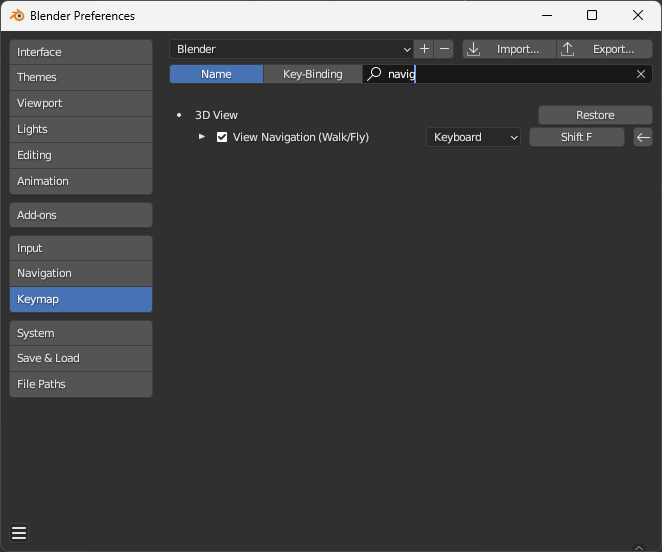 Blender Preferences
Interface
Themes
Viewport
Lights
Editing
Animation
Add-ons
Input
Navigation
Keymap
System
Save & Load
File Paths
Blender
Import...
Export...
Name
Key-Binding
navig
3D View
Restore
View Navigation (Walk/Fly)
Keyboard
Shift F